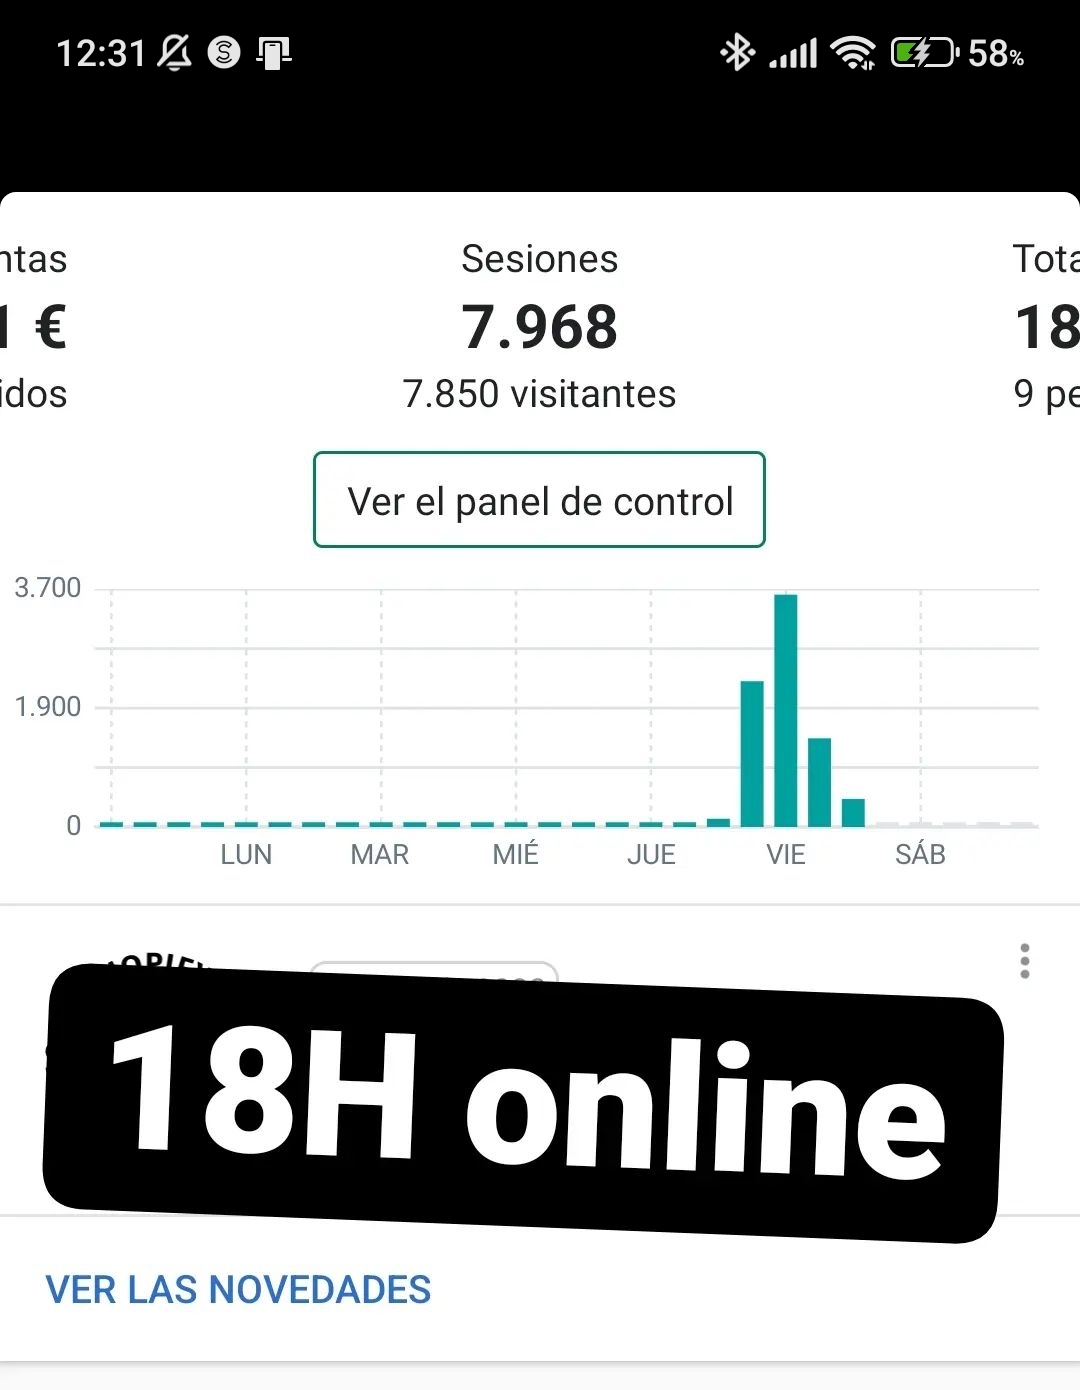 12:31
58%
ntas
Sesiones
Tota
1 €
7.968
18
idos
7.850 visitantes
9 pe
Ver el panel de control
3.700
1.900
0
LUN MAR MIÉ JUE VIE SÁB
18H online
VER LAS NOVEDADES